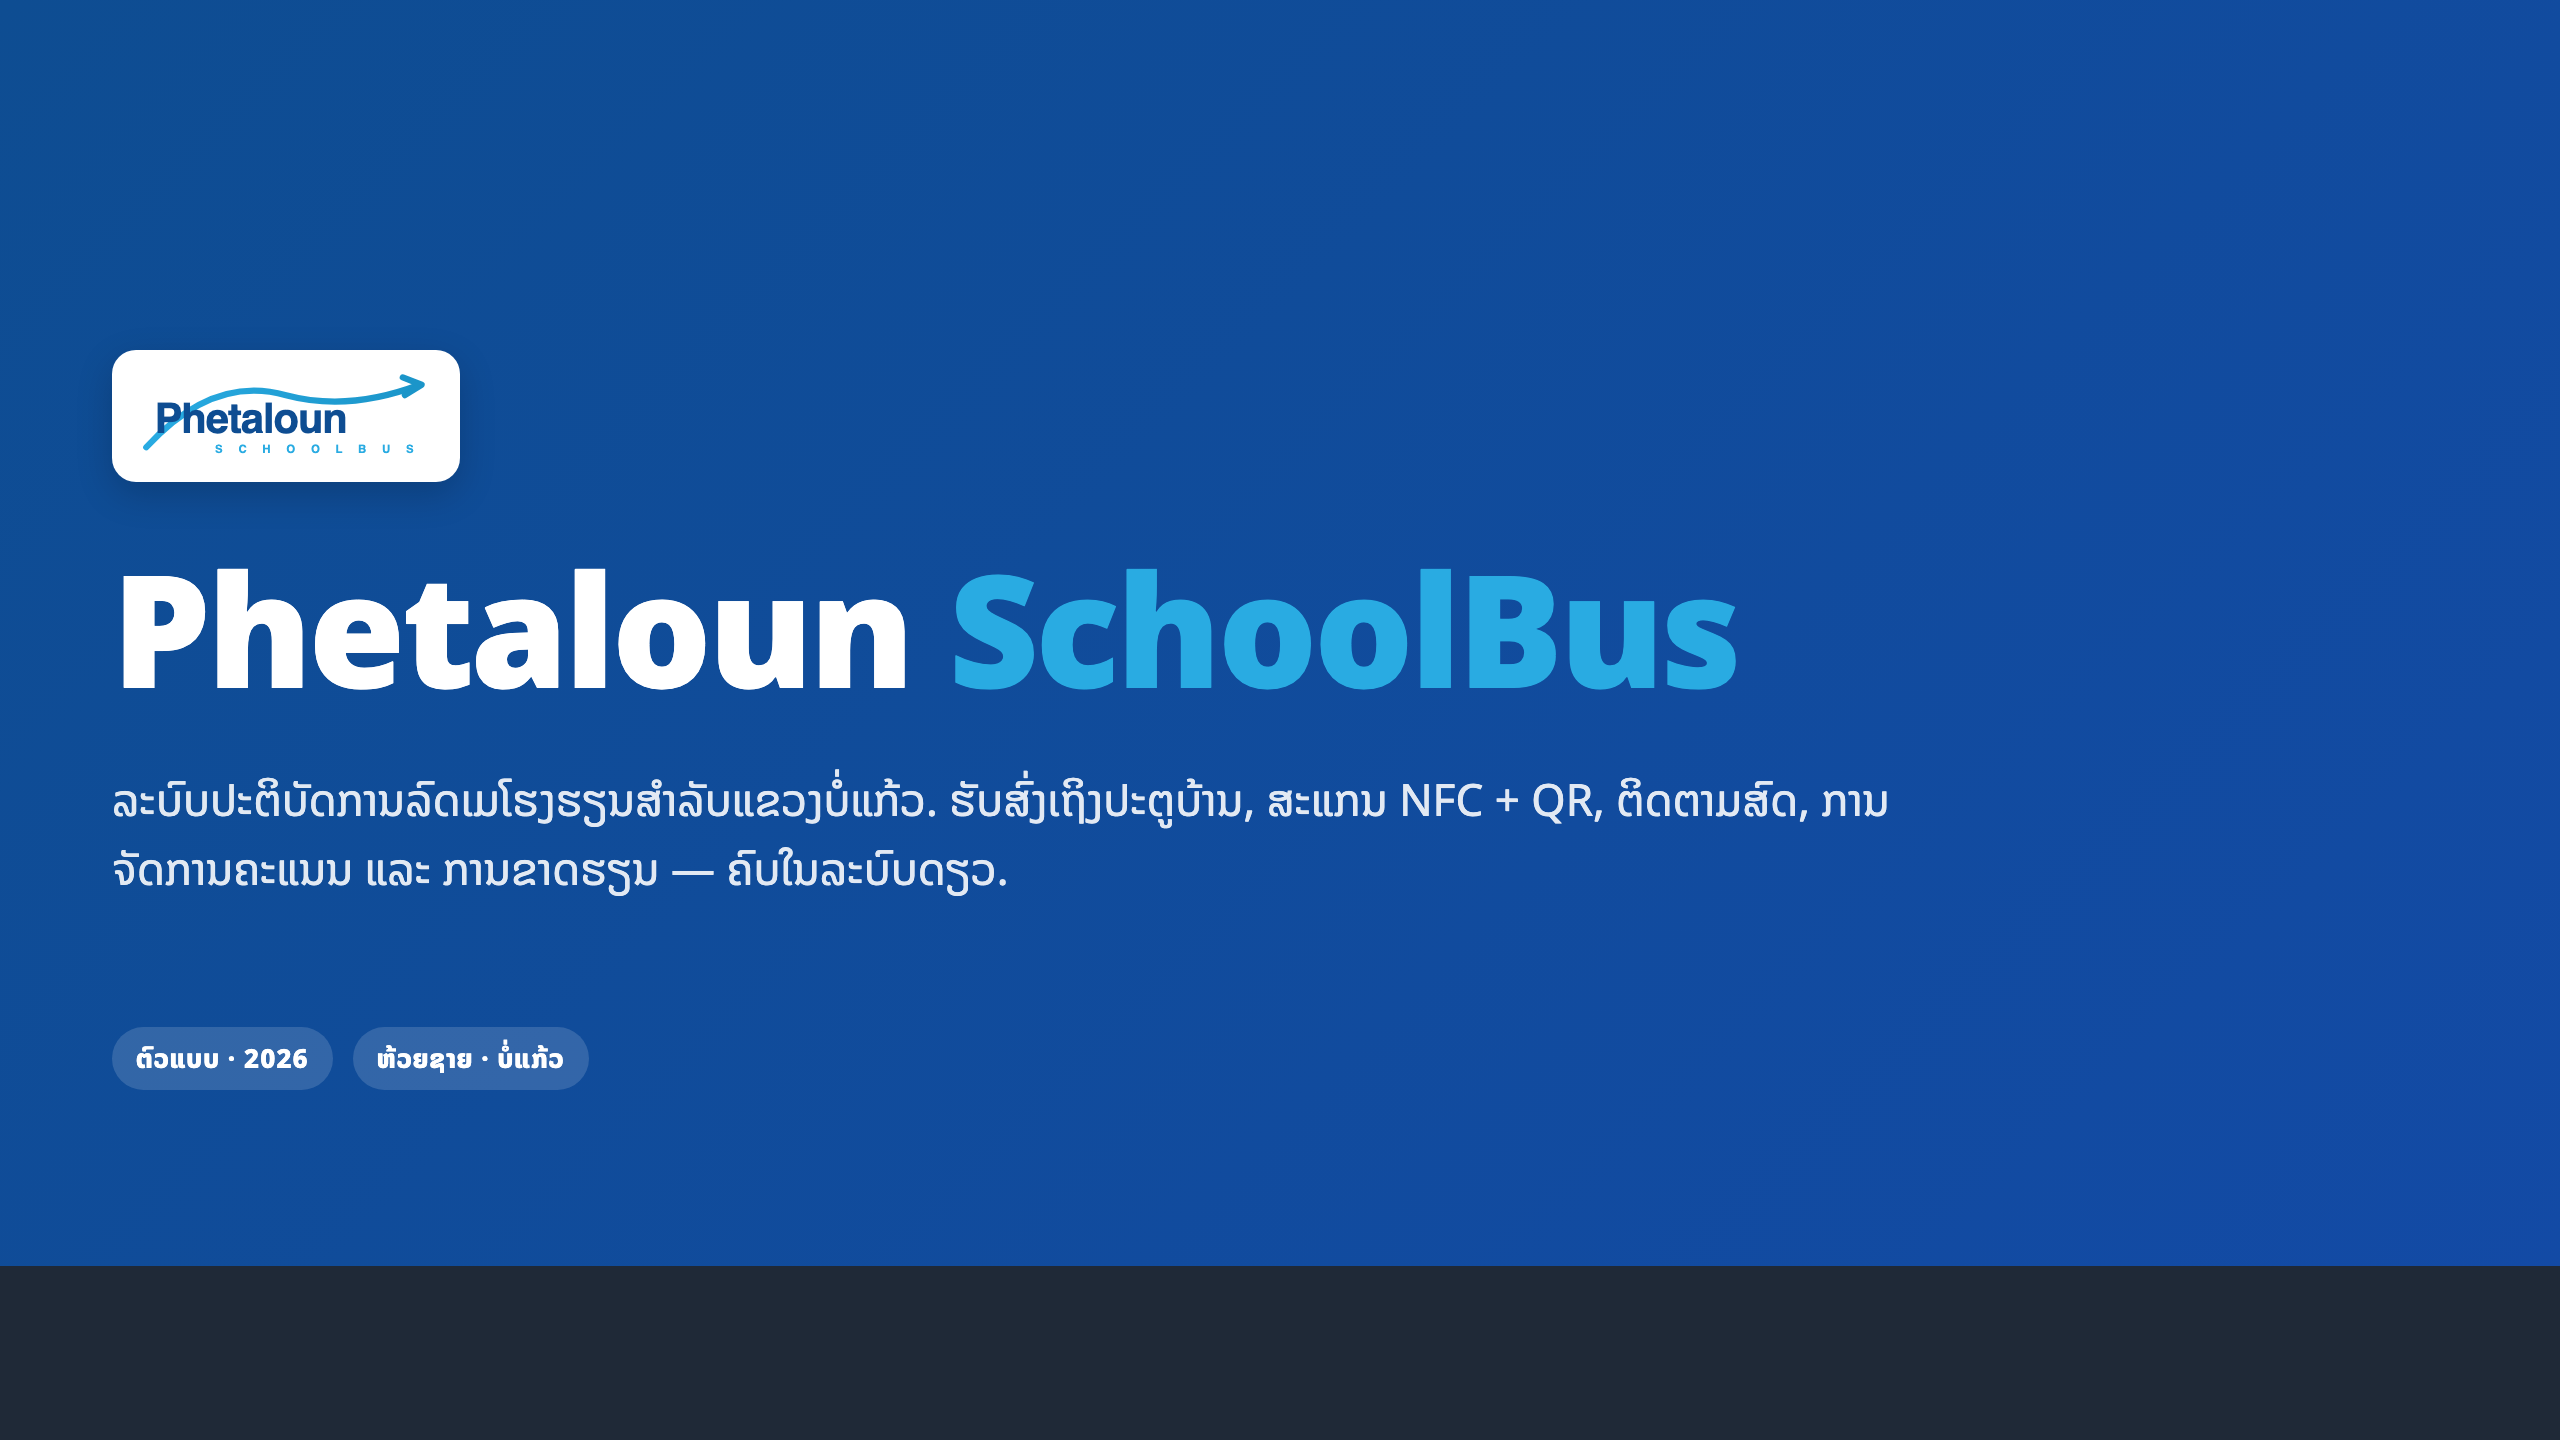 Phetaloun
SCHOOLBUS
Phetaloun SchoolBus
ລະບົບປະຕິບັດການລົດເມໂຮງຮຽນສຳລັບແຂວງບໍ່ແກ້ວ. ຮັບສົ່ງເຖິງປະຕູບ້ານ, ສະແກນ NFC + QR, ຕິດຕາມສົດ, ການ
ຈັດການຄະແນນ ແລະ ການຂາດຮຽນ — ຄົບໃນລະບົບດຽວ.
ຕົວແບບ · 2026
ຫ້ວຍຊາຍ · ບໍ່ແກ້ວ